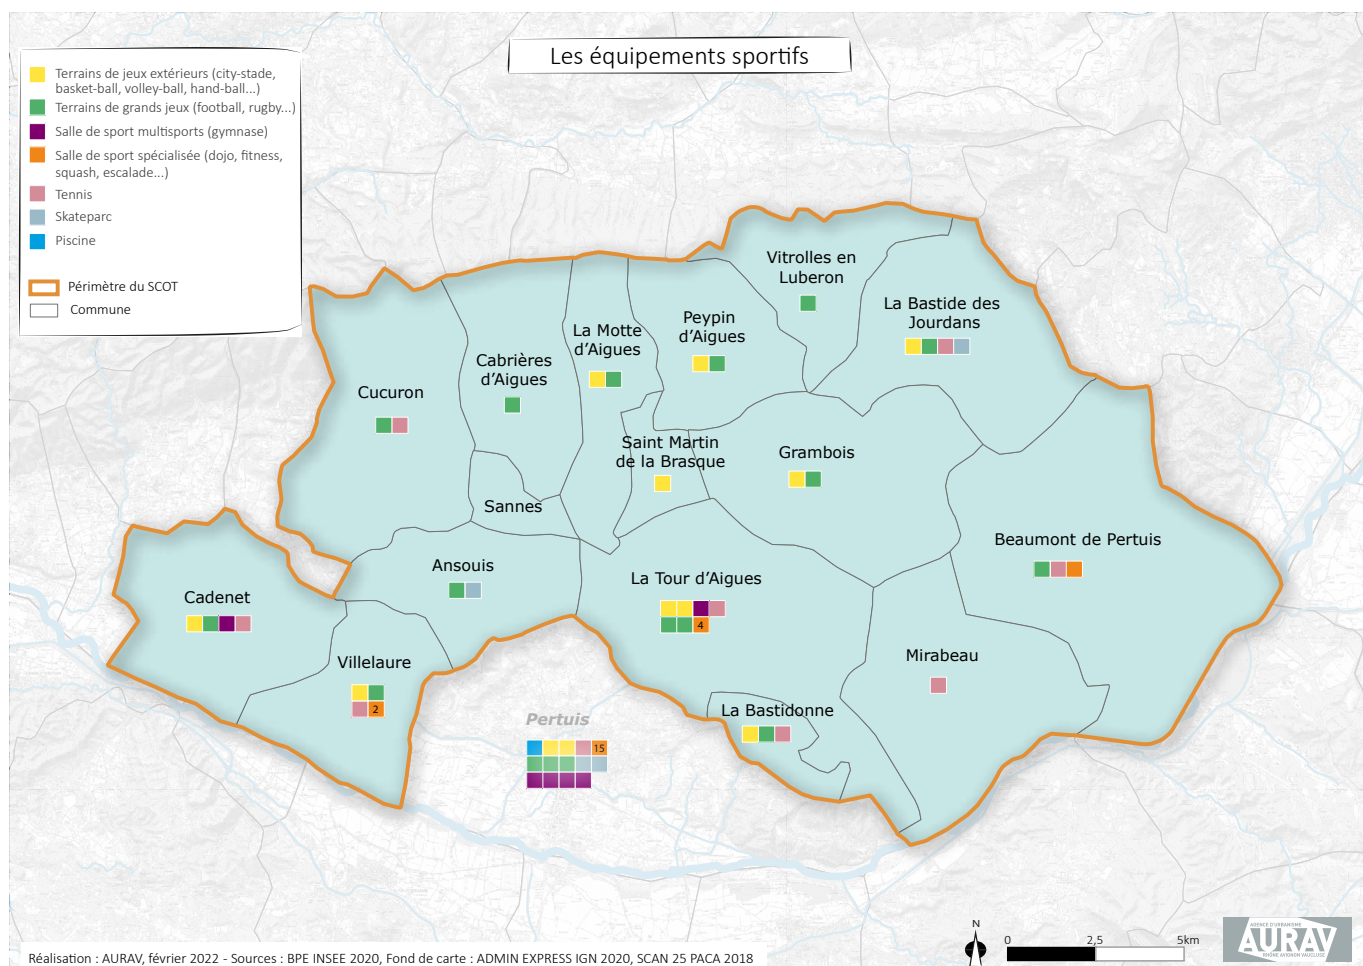 Les équipements sportifs
Terrains de jeux extérieurs (city-stade,
basket-ball, volley-ball, hand-ball...)
Terrains de grands jeux (football, rugby...)
Salle de sport multisports (gymnase)
Salle de sport spécialisée (dojo, fitness,
squash, escalade...)
Tennis
Skateparc
Piscine
Périmètre du SCOT
Commune
Vitrolles en
Luberon
La Bastide des
Jourdans
Peypin
d'Aigues
La Motte
d'Aigues
Cabrières
d'Aigues
Cucuron
Saint Martin
de la Brasque
Grambois
Sannes
Beaumont de Pertuis
Ansouis
La Tour d'Aigues
4
Cadenet
Villelaure
2
Mirabeau
La Bastidonne
Pertuis
15
N
0 2,5 5km
AGENCE D'URBANISME
AURAV
RHÔNE AVIGNON VAUCLUSE
Réalisation : AURAV, février 2022 - Sources : BPE INSEE 2020, Fond de carte : ADMIN EXPRESS IGN 2020, SCAN 25 PACA 2018